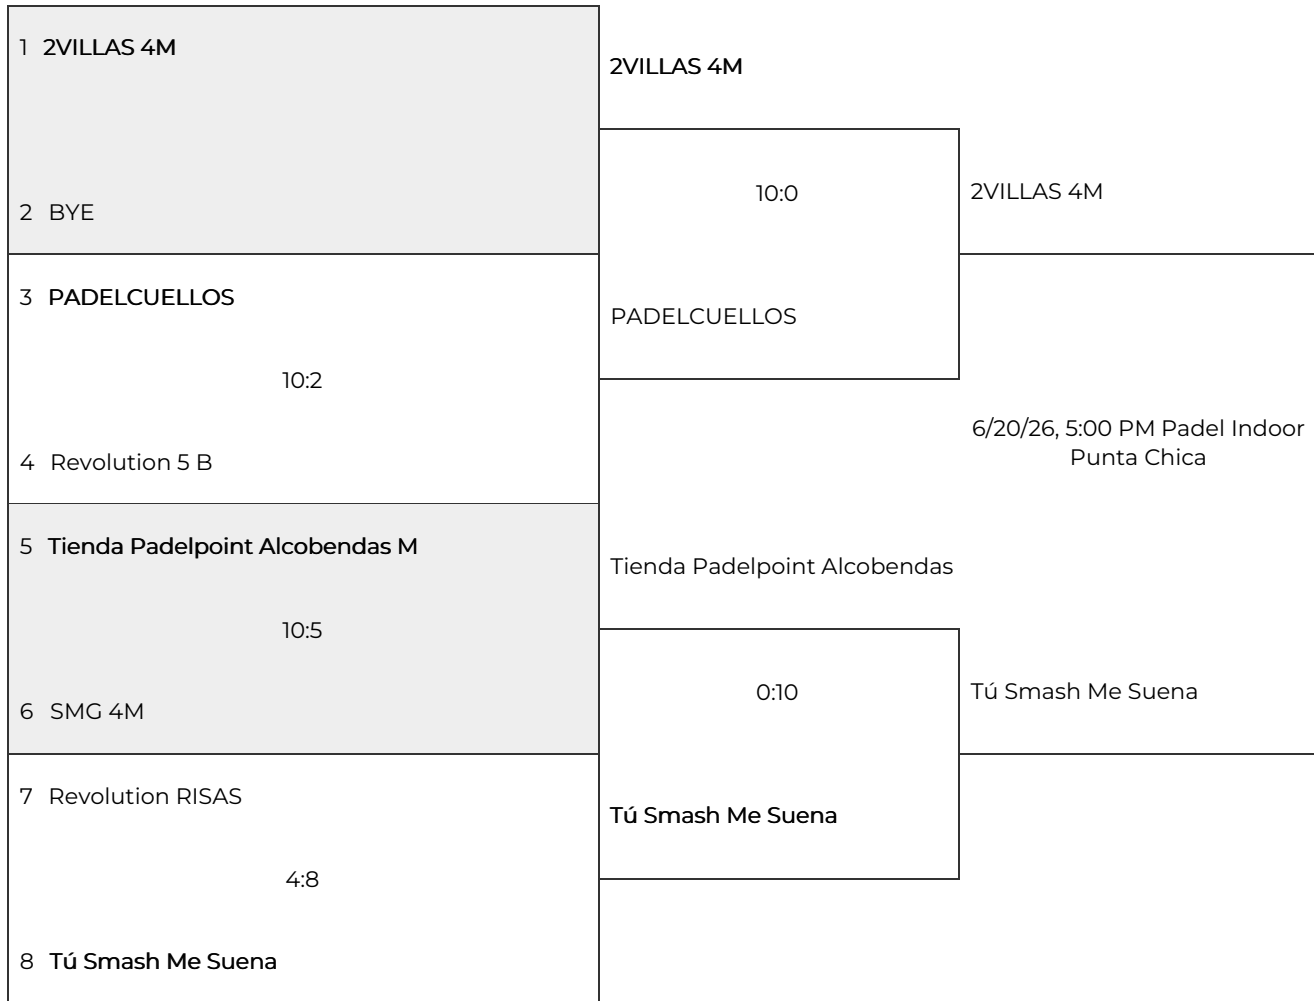 1 2VILLAS 4M
2 BYE
3 PADELCUELLOS
10:2
4 Revolution 5 B
5 Tienda Padelpoint Alcobendas M
10:5
6 SMG 4M
7 Revolution RISAS
4:8
8 Tú Smash Me Suena
2VILLAS 4M
10:0
PADELCUELLOS
Tienda Padelpoint Alcobendas
0:10
Tú Smash Me Suena
2VILLAS 4M
6/20/26, 5:00 PM Padel Indoor
Punta Chica
Tú Smash Me Suena